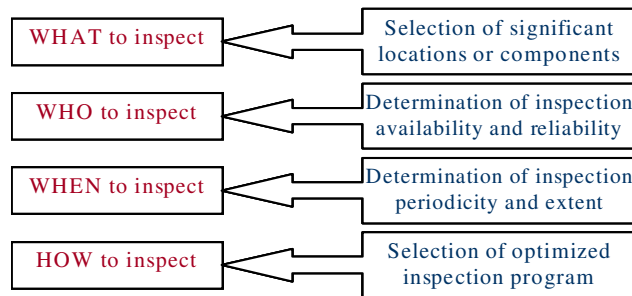 WHAT to inspect
Selection of significant
locations or components
WHO to inspect
Determination of inspection
availability and reliability
WHEN to inspect
Determination of inspection
periodicity and extent
HOW to inspect
Selection of optimized
inspection program